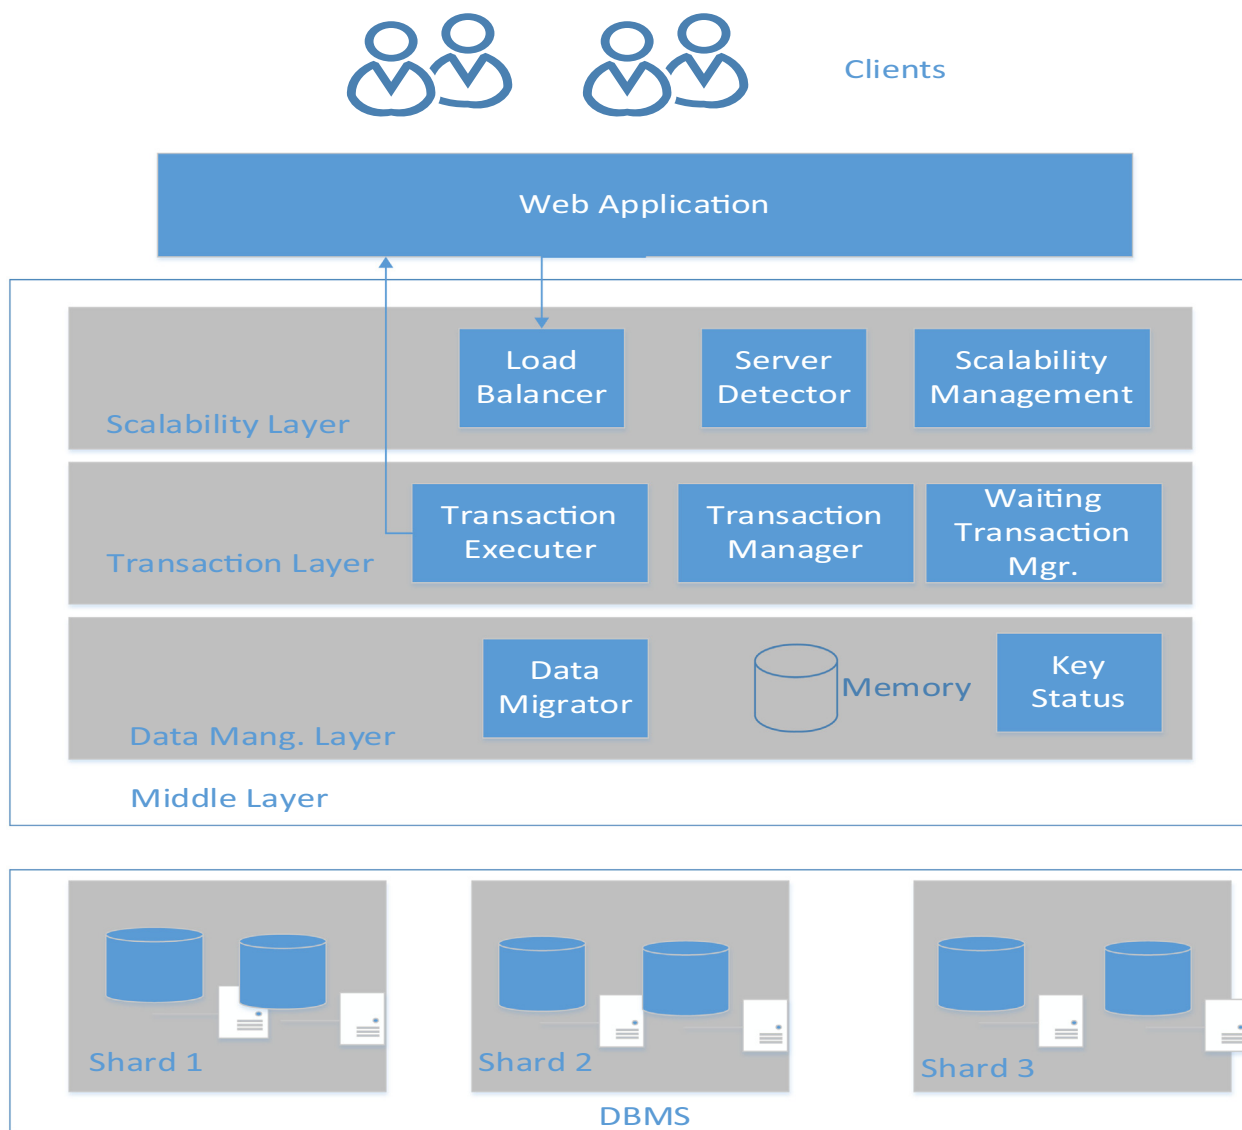 Clients
Web Application
Load
Balancer
Server
Detector
Scalability
Management
Scalability Layer
Transaction
Executer
Transaction
Manager
Waiting
Transaction
Mgr.
Transaction Layer
Data
Migrator
Memory
Key
Status
Data Mang. Layer
Middle Layer
Shard 1
Shard 2
Shard 3
DBMS